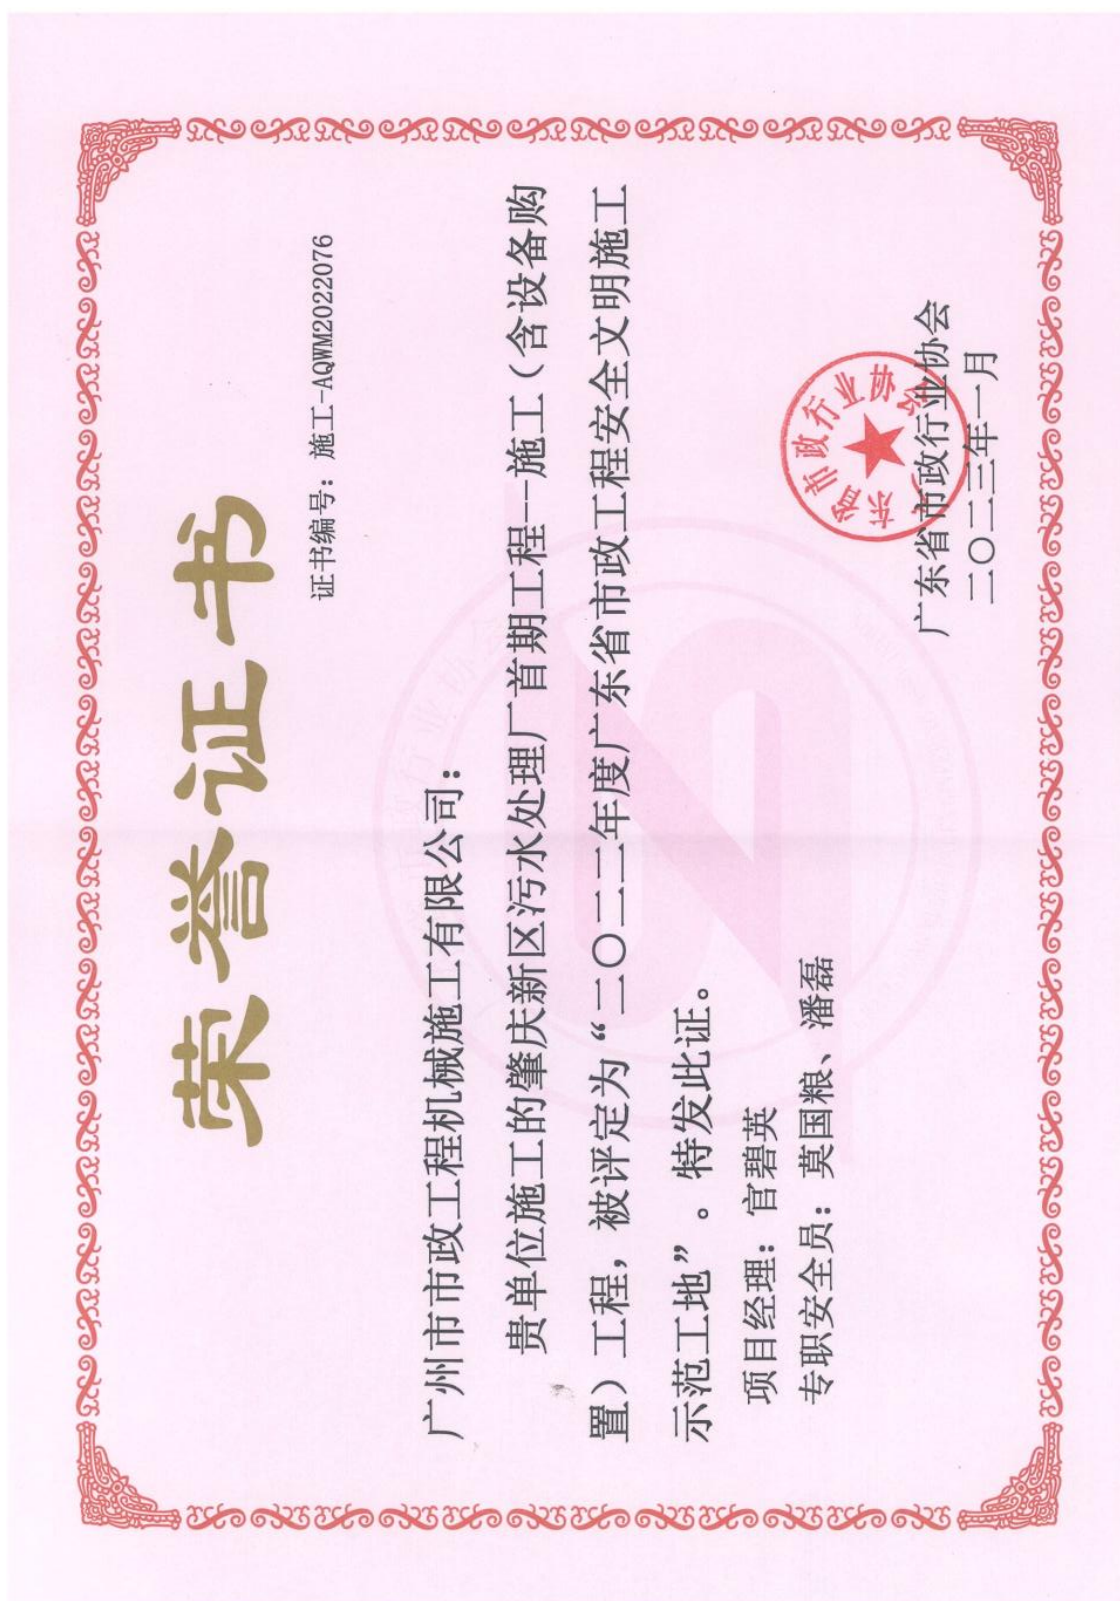 荣誉证书
证书编号：施工-AQWM2022076
广州市市政工程机械施工有限公司：
贵单位施工的肇庆新区污水处理厂首期工程--施工（含设备购
置）工程，被评定为“二〇二二年度广东省市政工程安全文明施工
示范工地”。特发此证。
项目经理：官碧英
专职安全员：莫国粮、潘磊
广东省市政行业协会
二〇二三年一月